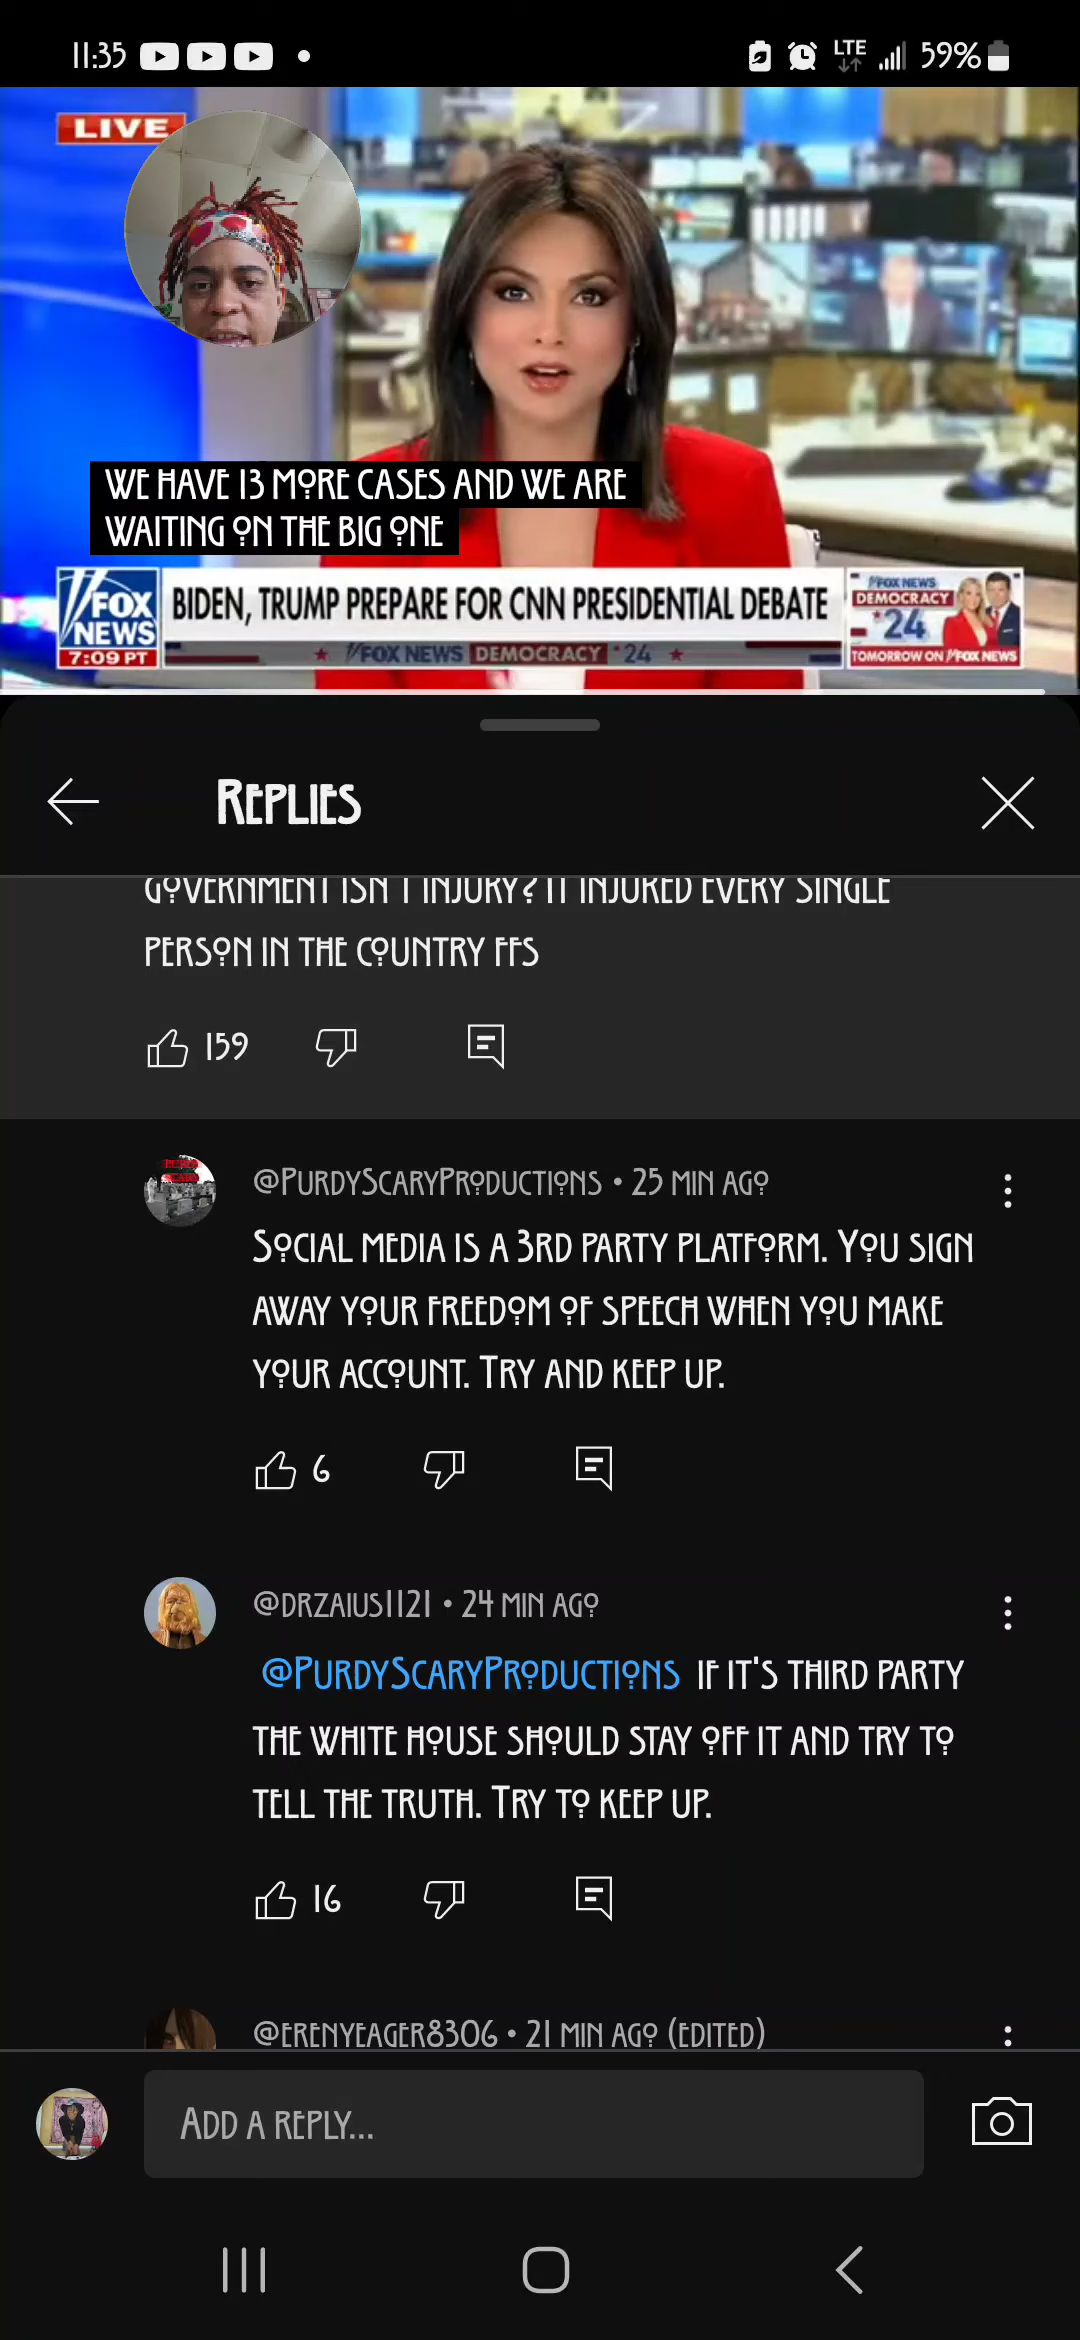 11:35 LTE 59%
LIVE
WE HAVE 13 MORE CASES AND WE ARE
WAITING ON THE BIG ONE
FOX
NEWS
7:09 PT
BIDEN, TRUMP PREPARE FOR CNN PRESIDENTIAL DEBATE
FOX NEWS DEMOCRACY '24
FOX NEWS
DEMOCRACY
'24
TOMORROW ON FOX NEWS
REPLIES
GOVERNMENT ISN'T INJURY? IT INJURED EVERY SINGLE
PERSON IN THE COUNTRY FFS
159
@PURDYSCARYPRODUCTIONS • 25 MIN AGO
SOCIAL MEDIA IS A 3RD PARTY PLATFORM. YOU SIGN
AWAY YOUR FREEDOM OF SPEECH WHEN YOU MAKE
YOUR ACCOUNT. TRY AND KEEP UP.
6
@DRZAIUS1121 • 24 MIN AGO
@PURDYSCARYPRODUCTIONS IF IT'S THIRD PARTY
THE WHITE HOUSE SHOULD STAY OFF IT AND TRY TO
TELL THE TRUTH. TRY TO KEEP UP.
16
@ERENYEAGER8306 • 21 MIN AGO (EDITED)
ADD A REPLY...